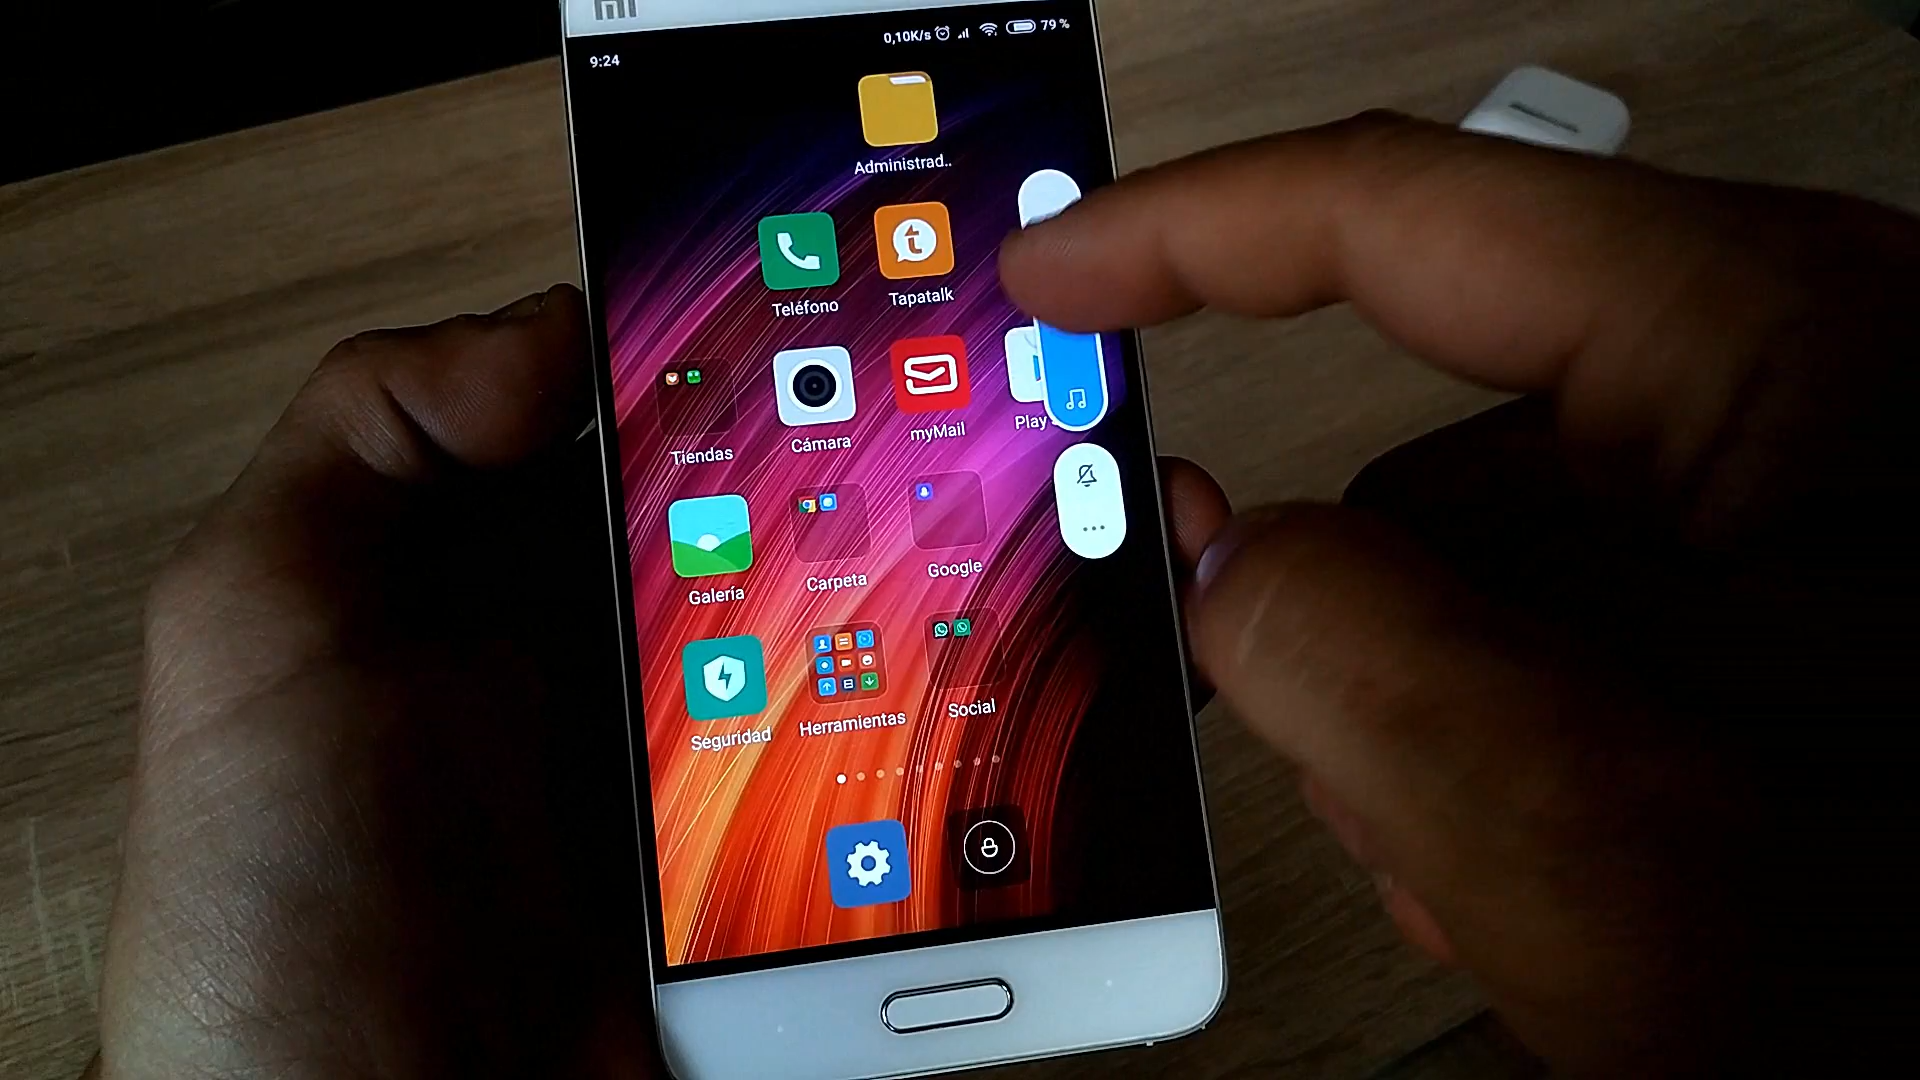 mi
9:24
0,10K/s
79 %
Administrad..
Teléfono
Tapatalk
Tiendas
Cámara
myMail
Play
Galería
Carpeta
Google
Seguridad
Herramientas
Social